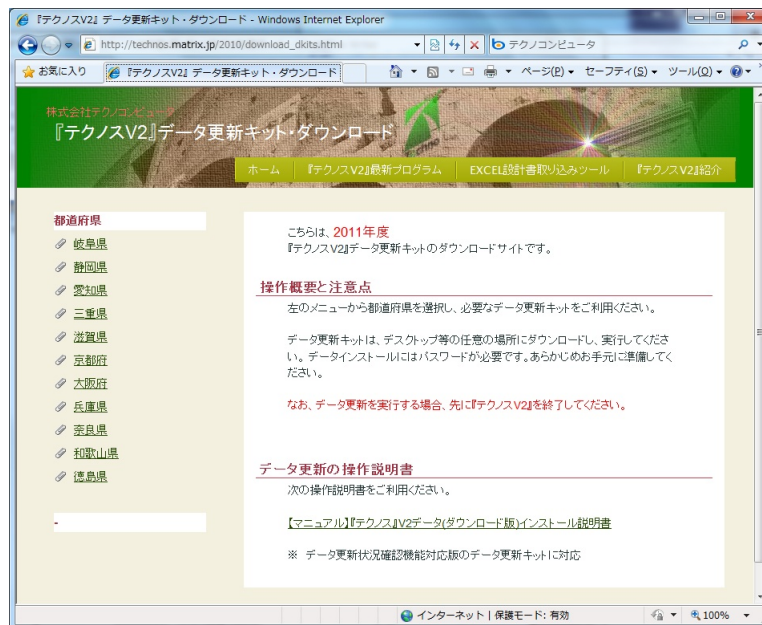 『テクノスV2』 データ更新キット・ダウンロード - Windows Internet Explorer
http://technos.matrix.jp/2010/download_dkits.html
テクノコンピュータ
お気に入り
『テクノスV2』 データ更新キット・ダウンロード
ページ(P)
セーフティ(S)
ツール(O)
株式会社テクノコンピュータ
『テクノスV2』データ更新キット・ダウンロード
ホーム
『テクノスV2』最新プログラム
EXCEL設計書取り込みツール
『テクノスV2』紹介
都道府県
岐阜県
静岡県
愛知県
三重県
滋賀県
京都府
大阪府
兵庫県
奈良県
和歌山県
徳島県
-
こちらは、2011年度
『テクノスV2』データ更新キットのダウンロードサイトです。
操作概要と注意点
左のメニューから都道府県を選択し、必要なデータ更新キットをご利用ください。
データ更新キットは、デスクトップ等の任意の場所にダウンロードし、実行してくださ
い。データインストールにはパスワードが必要です。あらかじめお手元に準備してく
ださい。
なお、データ更新を実行する場合、先に『テクノスV2』を終了してください。
データ更新の操作説明書
次の操作説明書をご利用ください。
【マニュアル】『テクノス』V2データ(ダウンロード版)インストール説明書
※ データ更新状況確認機能対応版のデータ更新キットに対応
インターネット | 保護モード: 有効
100%